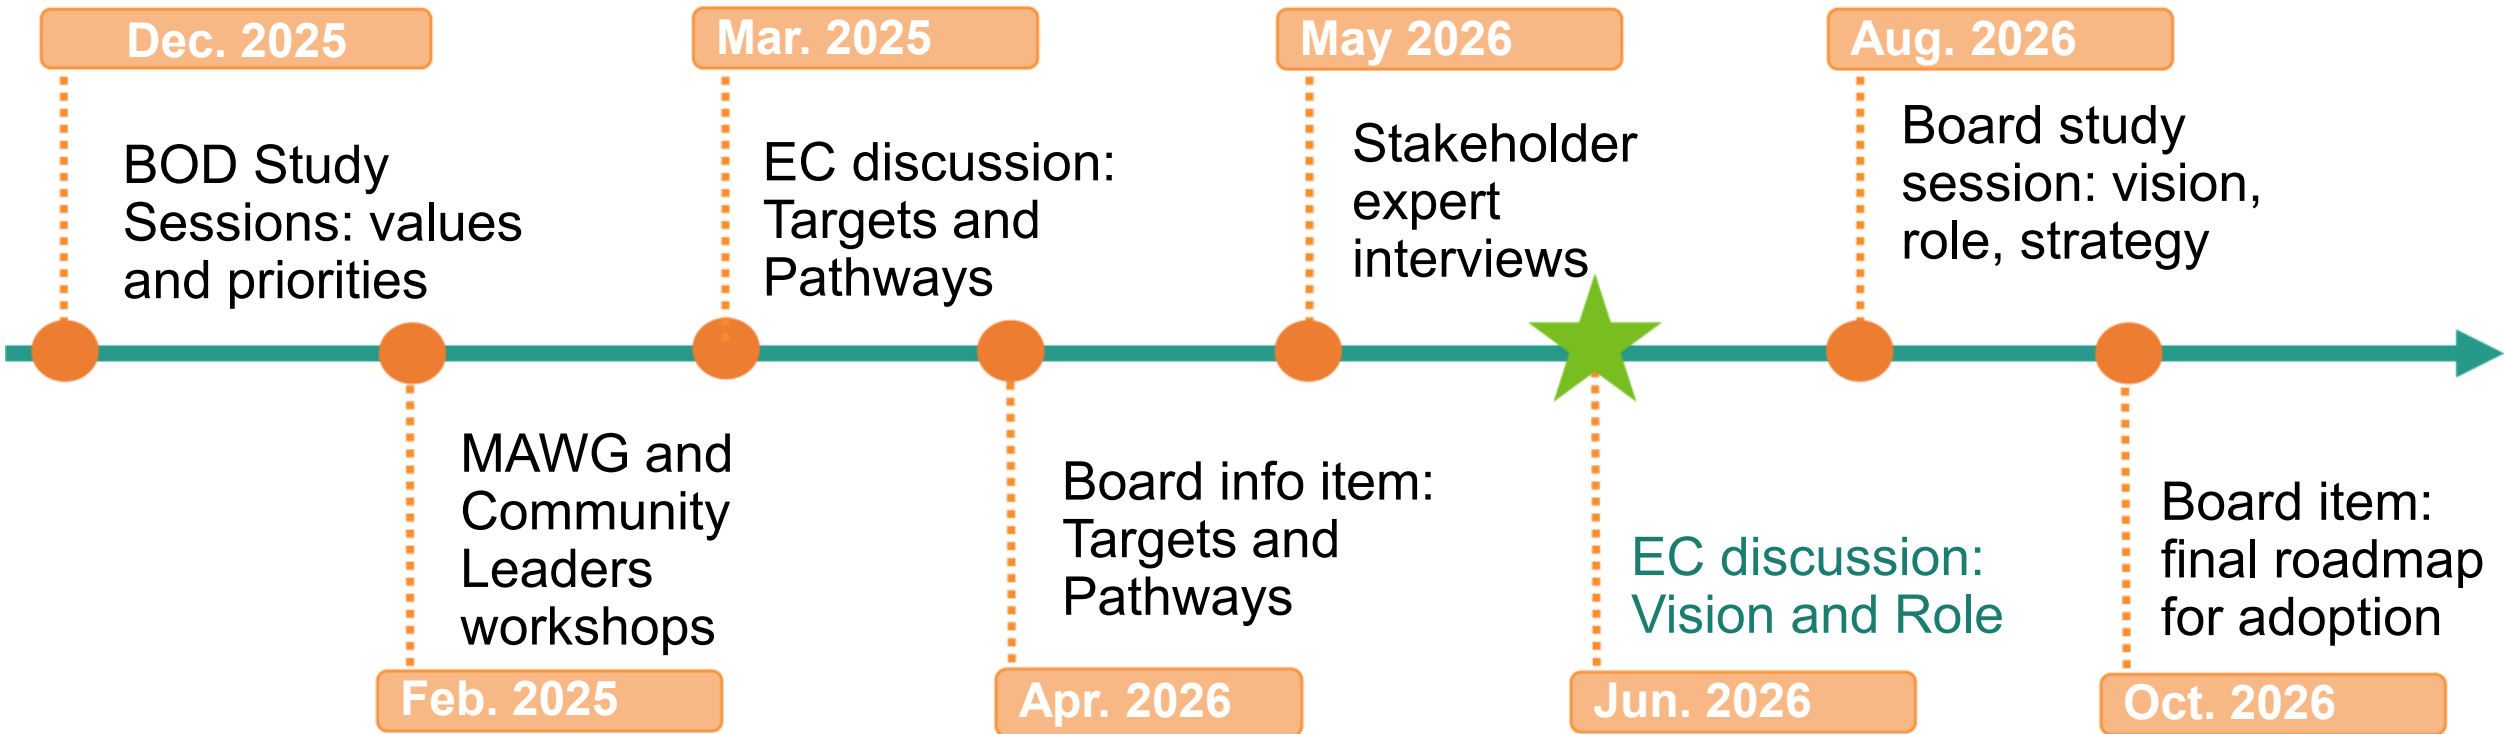 Dec. 2025
BOD Study
Sessions: values
and priorities
Feb. 2025
MAWG and
Community
Leaders
workshops
Mar. 2025
EC discussion:
Targets and
Pathways
Apr. 2026
Board info item:
Targets and
Pathways
May 2026
Stakeholder
expert
interviews
Jun. 2026
EC discussion:
Vision and Role
Aug. 2026
Board study
session: vision,
role, strategy
Oct. 2026
Board item:
final roadmap
for adoption